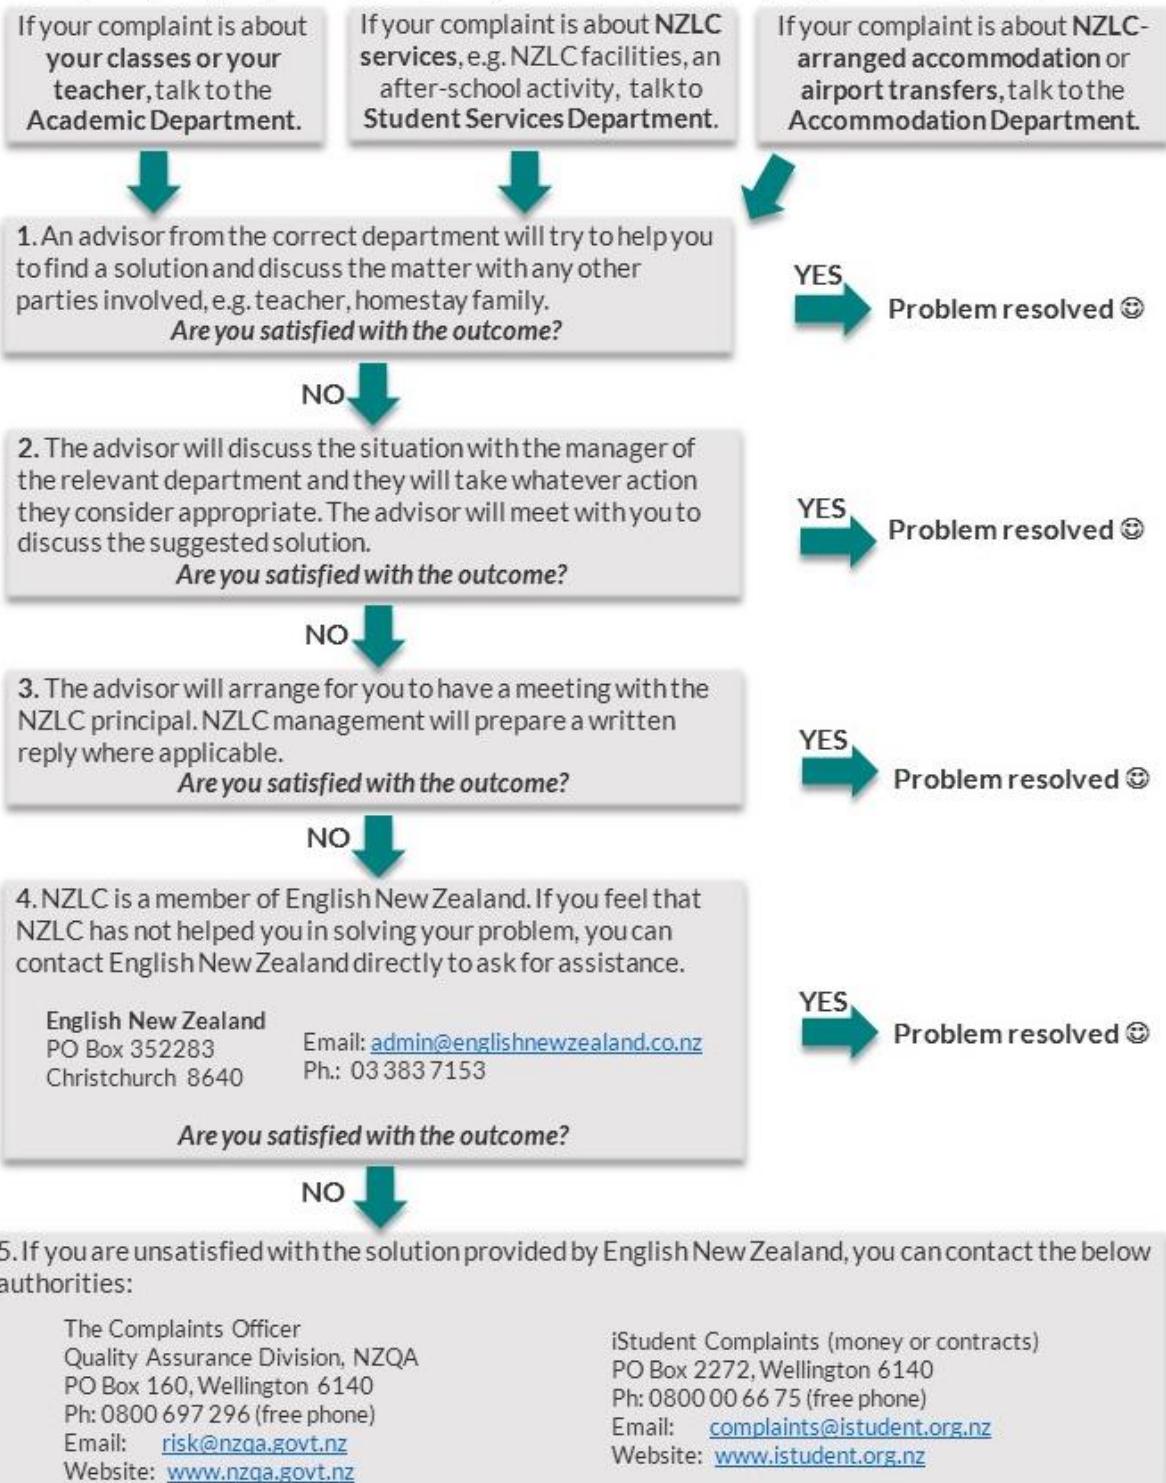 If your complaint is about
your classes or your
teacher, talk to the
Academic Department.
If your complaint is about NZLC
services, e.g. NZLC facilities, an
after-school activity, talk to
Student Services Department.
If your complaint is about NZLC-
arranged accommodation or
airport transfers, talk to the
Accommodation Department.
1. An advisor from the correct department will try to help you
to find a solution and discuss the matter with any other
parties involved, e.g. teacher, homestay family.
Are you satisfied with the outcome?
YES
Problem resolved ☺
NO
2. The advisor will discuss the situation with the manager of
the relevant department and they will take whatever action
they consider appropriate. The advisor will meet with you to
discuss the suggested solution.
Are you satisfied with the outcome?
YES
Problem resolved ☺
NO
3. The advisor will arrange for you to have a meeting with the
NZLC principal. NZLC management will prepare a written
reply where applicable.
Are you satisfied with the outcome?
YES
Problem resolved ☺
NO
4. NZLC is a member of English New Zealand. If you feel that
NZLC has not helped you in solving your problem, you can
contact English New Zealand directly to ask for assistance.
English New Zealand
PO Box 352283
Christchurch 8640
Email: admin@englishnewzealand.co.nz
Ph.: 03 383 7153
Are you satisfied with the outcome?
YES
Problem resolved ☺
NO
5. If you are unsatisfied with the solution provided by English New Zealand, you can contact the below
authorities:
The Complaints Officer
Quality Assurance Division, NZQA
PO Box 160, Wellington 6140
Ph: 0800 697 296 (free phone)
Email: risk@nzqa.govt.nz
Website: www.nzqa.govt.nz
iStudent Complaints (money or contracts)
PO Box 2272, Wellington 6140
Ph: 0800 00 66 75 (free phone)
Email: complaints@istudent.org.nz
Website: www.istudent.org.nz